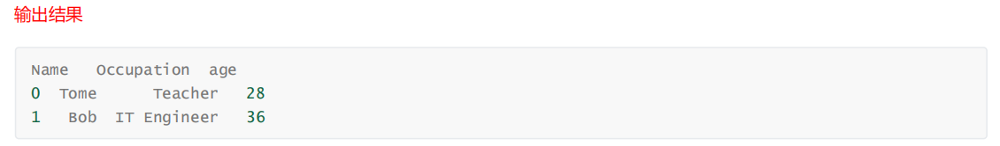 输出结果
Name   Occupation  age
0  Tome      Teacher   28
1   Bob  IT Engineer   36